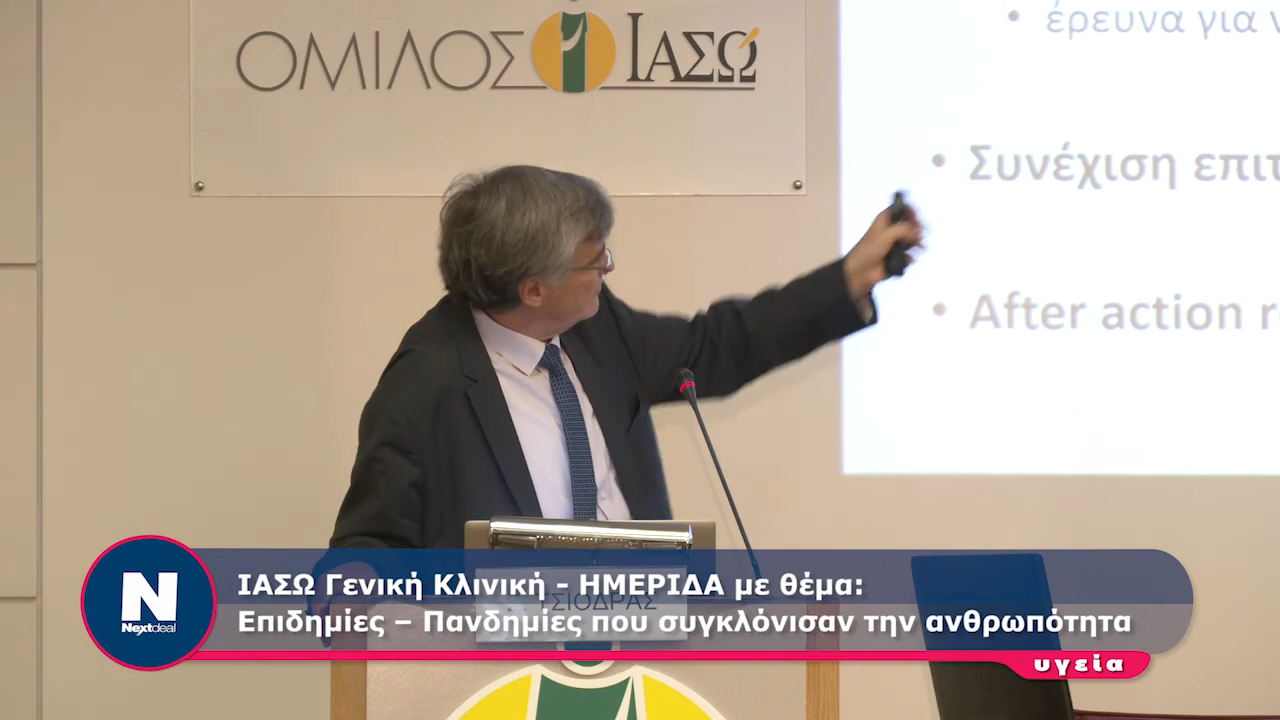 ΟΜΙΛΟΣ ΙΑΣΩ
• έρευνα για
• Συνέχιση επιτ
• After action r
ΙΑΣΩ Γενική Κλινική - ΗΜΕΡΙΔΑ με θέμα:
ΤΣΙΟΔΡΑΣ
Επιδημίες – Πανδημίες που συγκλόνισαν την ανθρωπότητα
N
Nextdeal
υγεία